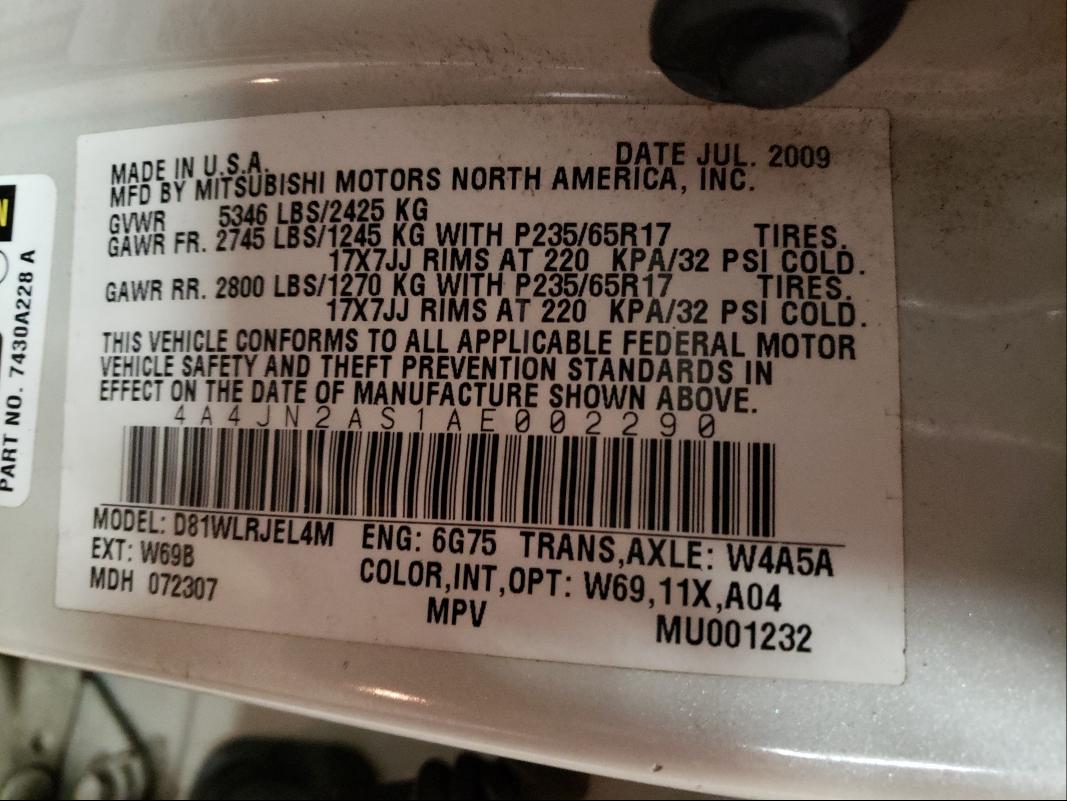 MADE IN U.S.A. DATE JUL. 2009
MFD BY MITSUBISHI MOTORS NORTH AMERICA, INC.
GVWR 5346 LBS/2425 KG
GAWR FR. 2745 LBS/1245 KG WITH P235/65R17 TIRES.
17X7JJ RIMS AT 220 KPA/32 PSI COLD.
GAWR RR. 2800 LBS/1270 KG WITH P235/65R17 TIRES.
17X7JJ RIMS AT 220 KPA/32 PSI COLD.
THIS VEHICLE CONFORMS TO ALL APPLICABLE FEDERAL MOTOR
VEHICLE SAFETY AND THEFT PREVENTION STANDARDS IN
EFFECT ON THE DATE OF MANUFACTURE SHOWN ABOVE.
4A4JN2AS1AE002290
MODEL: D81WLRJEL4M ENG: 6G75 TRANS,AXLE: W4A5A
EXT: W69B COLOR,INT,OPT: W69,11X,A04
MDH 072307 MPV MU001232
PART NO. 7430A228 A